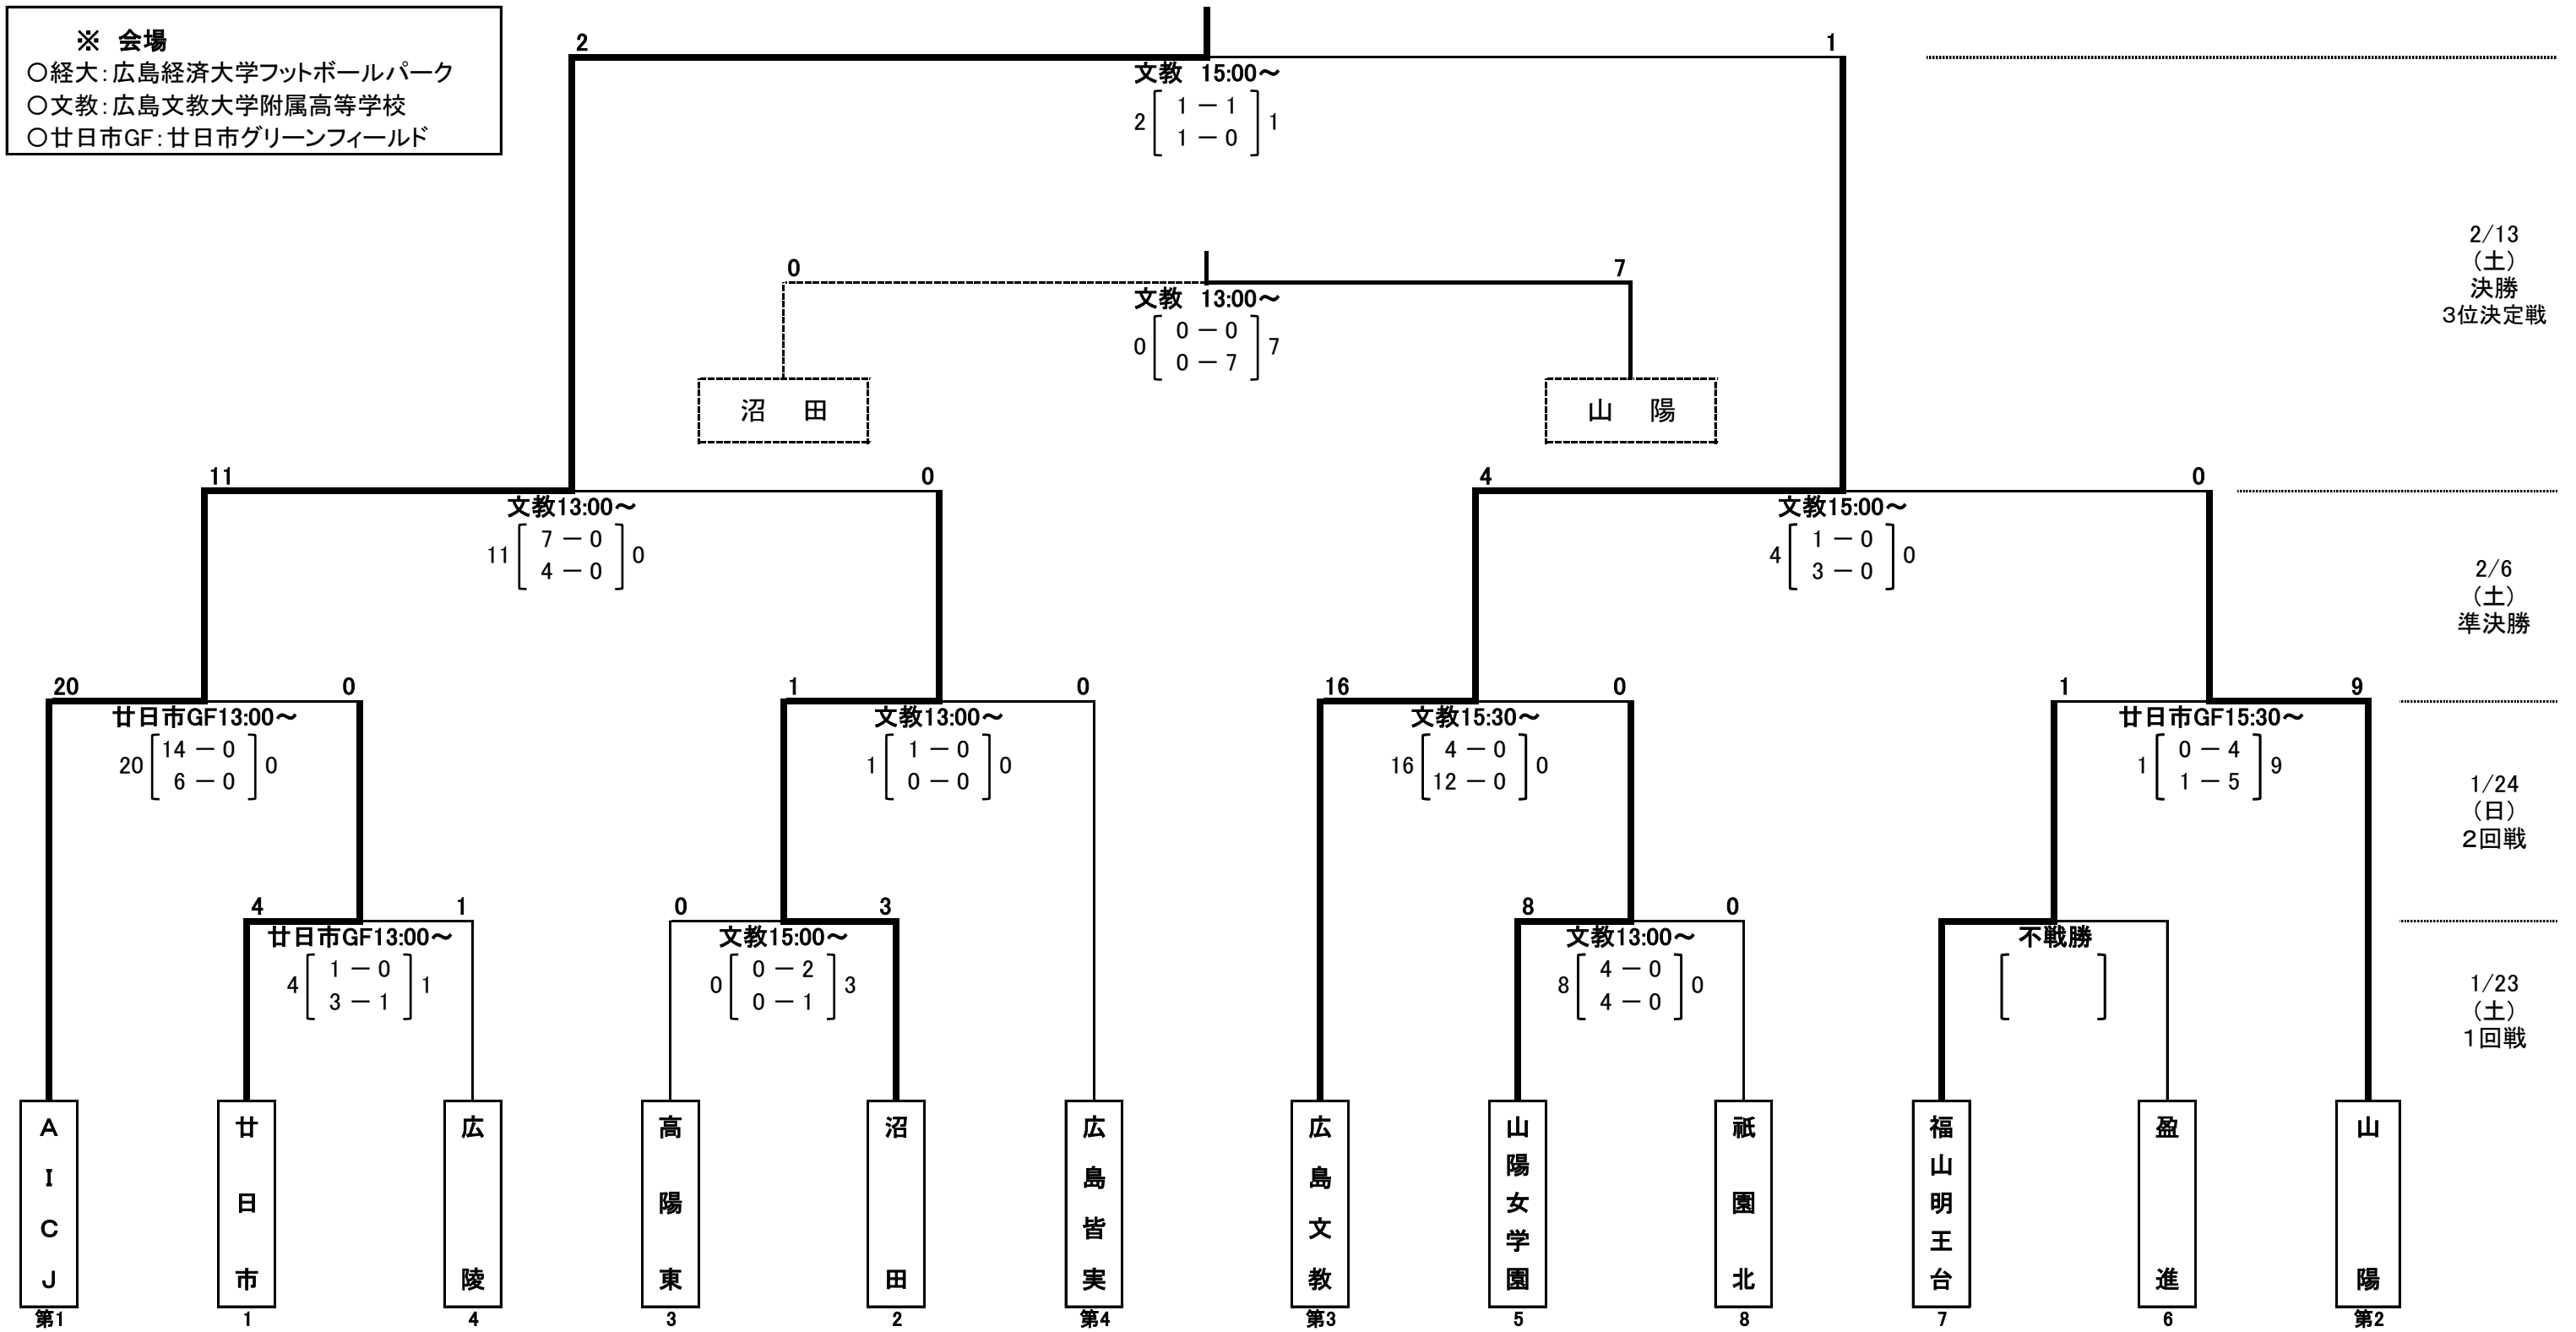 ※ 会場
○経大：広島経済大学フットボールパーク
○文教：広島文教大学附属高等学校
○廿日市GF：廿日市グリーンフィールド
2 1
文教 15:00～
1 － 1
2 1
1 － 0
2/13
（土）
決勝
3位決定戦
0 7
文教 13:00～
0 － 0
0 7
0 － 7
沼 田 山 陽
11 0 4 0
文教13:00～ 文教15:00～
7 － 0 1 － 0
11 0 4 0
4 － 0 3 － 0
2/6
（土）
準決勝
20 0 1 0 16 0 1 9
廿日市GF13:00～ 文教13:00～ 文教15:30～ 廿日市GF15:30～
14 － 0 1 － 0 4 － 0 0 － 4
20 0 1 0 16 0 1 9
6 － 0 0 － 0 12 － 0 1 － 5
1/24
（日）
２回戦
4 1 0 3 8 0
廿日市GF13:00～ 文教15:00～ 文教13:00～ 不戦勝
1 － 0 0 － 2 4 － 0
4 1 0 3 8 0
3 － 1 0 － 1 4 － 0
1/23
（土）
１回戦
ＡＩＣＪ
廿日市
広陵
高陽東
沼田
広島皆実
広島文教
山陽女学園
祇園北
福山明王台
盈進
山陽
第1 1 4 3 2 第4 第3 5 8 7 6 第2